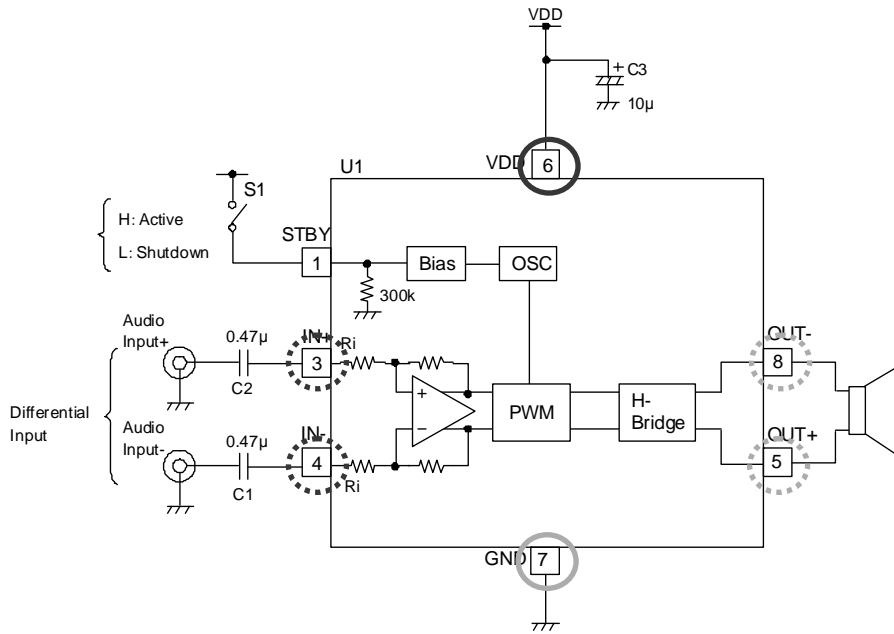 VDD
+ C3
10µ
U1
VDD
6
S1
H: Active
L: Shutdown
STBY
1
Bias
OSC
300k
Audio
Input+
0.47µ
C2
IN+
3
Ri
OUT-
8
+
−
PWM
H-
Bridge
Differential
Input
Audio
Input-
0.47µ
C1
IN-
4
Ri
OUT+
5
GND
7